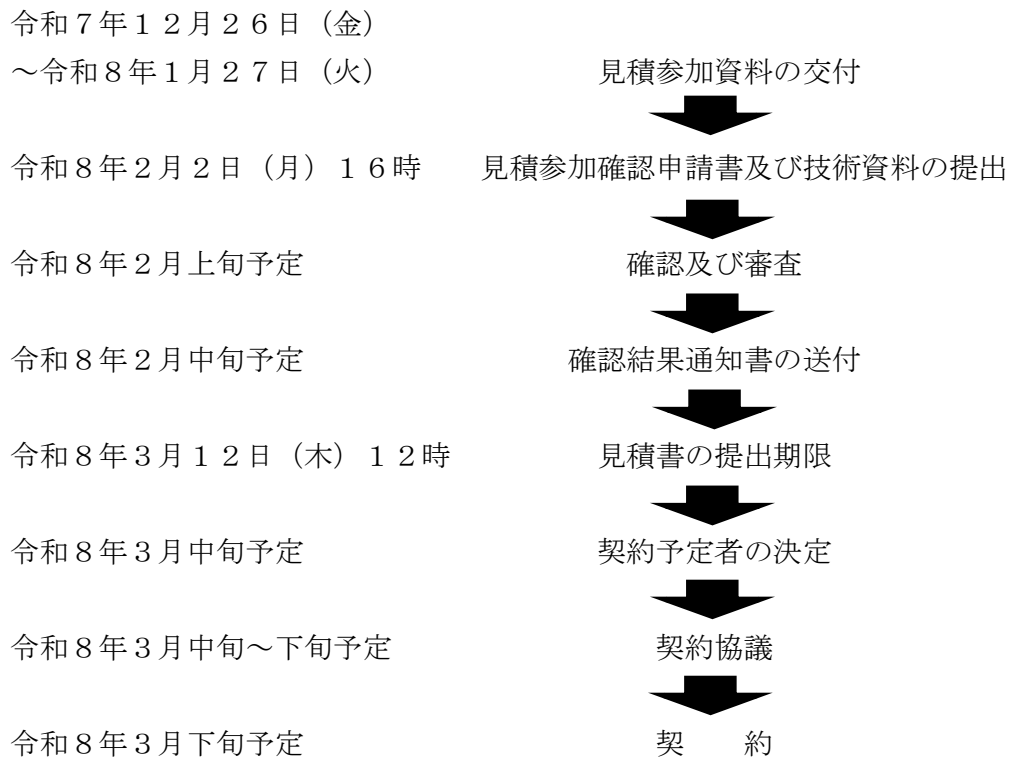 令和７年１２月２６日（金）
～令和８年１月２７日（火）　見積参加資料の交付
令和８年２月２日（月）１６時　見積参加確認申請書及び技術資料の提出
令和８年２月上旬予定　確認及び審査
令和８年２月中旬予定　確認結果通知書の送付
令和８年３月１２日（木）１２時　見積書の提出期限
令和８年３月中旬予定　契約予定者の決定
令和８年３月中旬～下旬予定　契約協議
令和８年３月下旬予定　契　　約